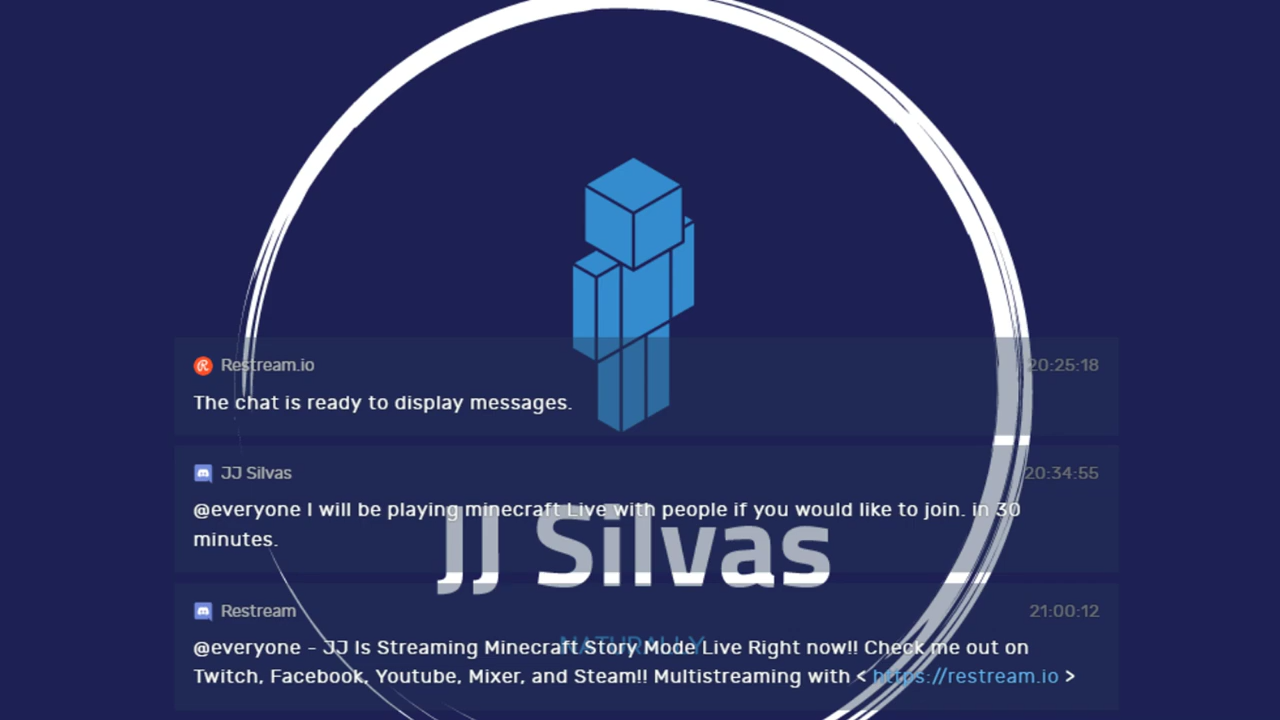 Restream.io 20:25:18
The chat is ready to display messages.
JJ Silvas 20:34:55
@everyone I will be playing minecraft Live with people if you would like to join. in 30
minutes.
JJ Silvas
Restream 21:00:12
NATURALLY
@everyone - JJ Is Streaming Minecraft Story Mode Live Right now!! Check me out on
Twitch, Facebook, Youtube, Mixer, and Steam!! Multistreaming with < https://restream.io >